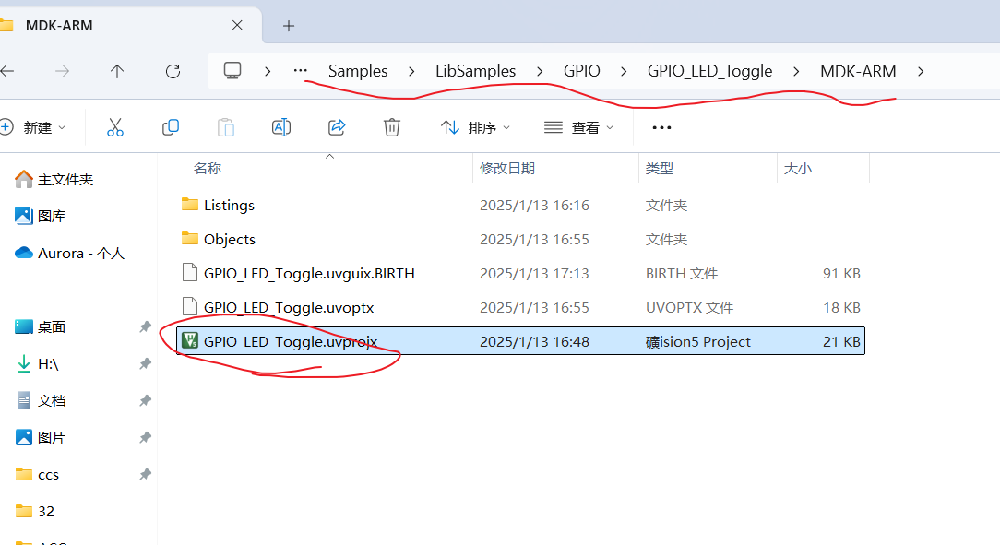 MDK-ARM
Samples LibSamples GPIO GPIO_LED_Toggle MDK-ARM
新建 排序 查看
名称 修改日期 类型 大小
主文件夹
图库
Aurora - 个人
桌面
H:\
文档
图片
ccs
32
Listings 2025/1/13 16:16 文件夹
Objects 2025/1/13 16:55 文件夹
GPIO_LED_Toggle.uvguix.BIRTH 2025/1/13 17:13 BIRTH 文件 91 KB
GPIO_LED_Toggle.uvoptx 2025/1/13 16:55 UVOPTX 文件 18 KB
GPIO_LED_Toggle.uvprojx 2025/1/13 16:48 礦ision5 Project 21 KB